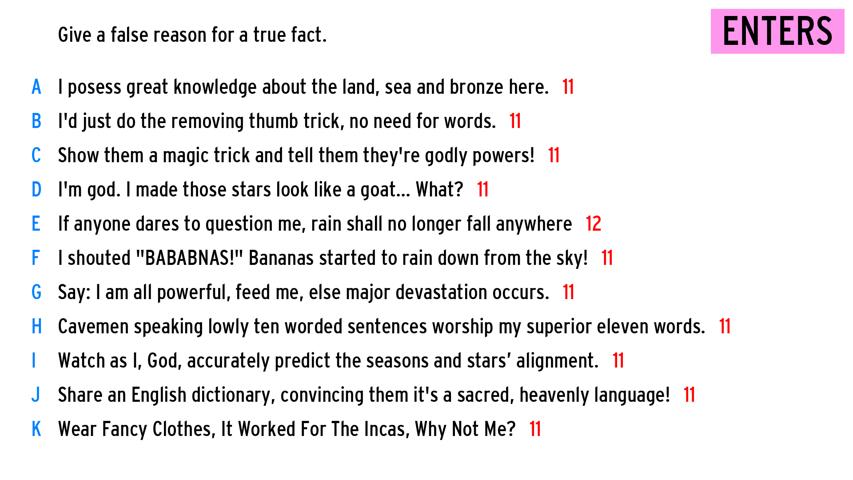 Give a false reason for a true fact.
ENTERS
A I posess great knowledge about the land, sea and bronze here. 11
B I'd just do the removing thumb trick, no need for words. 11
C Show them a magic trick and tell them they're godly powers! 11
D I'm god. I made those stars look like a goat... What? 11
E If anyone dares to question me, rain shall no longer fall anywhere 12
F I shouted "BABABNAS!" Bananas started to rain down from the sky! 11
G Say: I am all powerful, feed me, else major devastation occurs. 11
H Cavemen speaking lowly ten worded sentences worship my superior eleven words. 11
I Watch as I, God, accurately predict the seasons and stars’ alignment. 11
J Share an English dictionary, convincing them it's a sacred, heavenly language! 11
K Wear Fancy Clothes, It Worked For The Incas, Why Not Me? 11